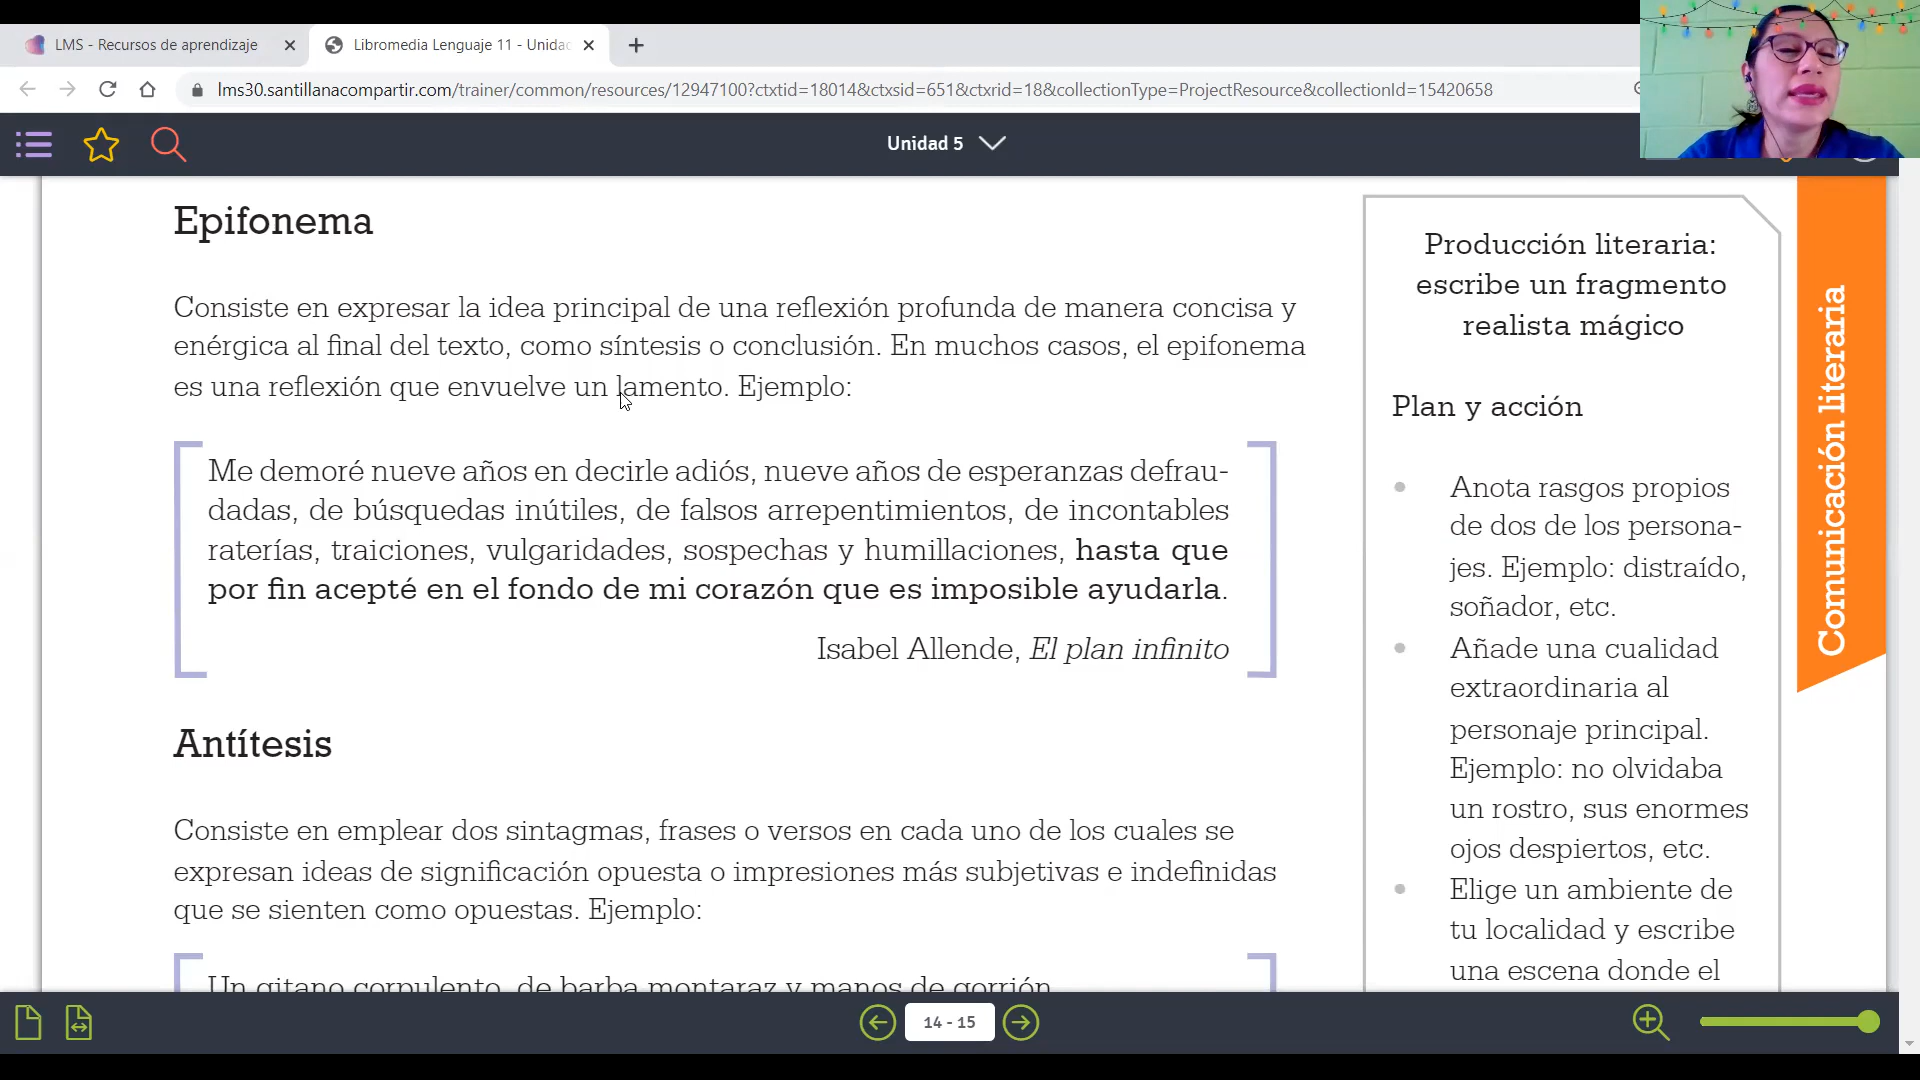 LMS - Recursos de aprendizaje
Libromedia Lenguaje 11 - Unidad
lms30.santillanacompartir.com/trainer/common/resources/12947100?ctxtid=18014&ctxsid=651&ctxrid=18&collectionType=ProjectResource&collectionId=15420658
Unidad 5
Epifonema
Consiste en expresar la idea principal de una reflexión profunda de manera concisa y
enérgica al final del texto, como síntesis o conclusión. En muchos casos, el epifonema
es una reflexión que envuelve un lamento. Ejemplo:
Me demoré nueve años en decirle adiós, nueve años de esperanzas defrau-
dadas, de búsquedas inútiles, de falsos arrepentimientos, de incontables
raterías, traiciones, vulgaridades, sospechas y humillaciones, hasta que
por fin acepté en el fondo de mi corazón que es imposible ayudarla.
Isabel Allende, El plan infinito
Antítesis
Consiste en emplear dos sintagmas, frases o versos en cada uno de los cuales se
expresan ideas de significación opuesta o impresiones más subjetivas e indefinidas
que se sienten como opuestas. Ejemplo:
Un gitano corpulento, de barba montaraz y manos de gorrión
Producción literaria:
escribe un fragmento
realista mágico
Plan y acción
Anota rasgos propios
de dos de los persona-
jes. Ejemplo: distraído,
soñador, etc.
Añade una cualidad
extraordinaria al
personaje principal.
Ejemplo: no olvidaba
un rostro, sus enormes
ojos despiertos, etc.
Elige un ambiente de
tu localidad y escribe
una escena donde el
Comunicación literaria
14 - 15